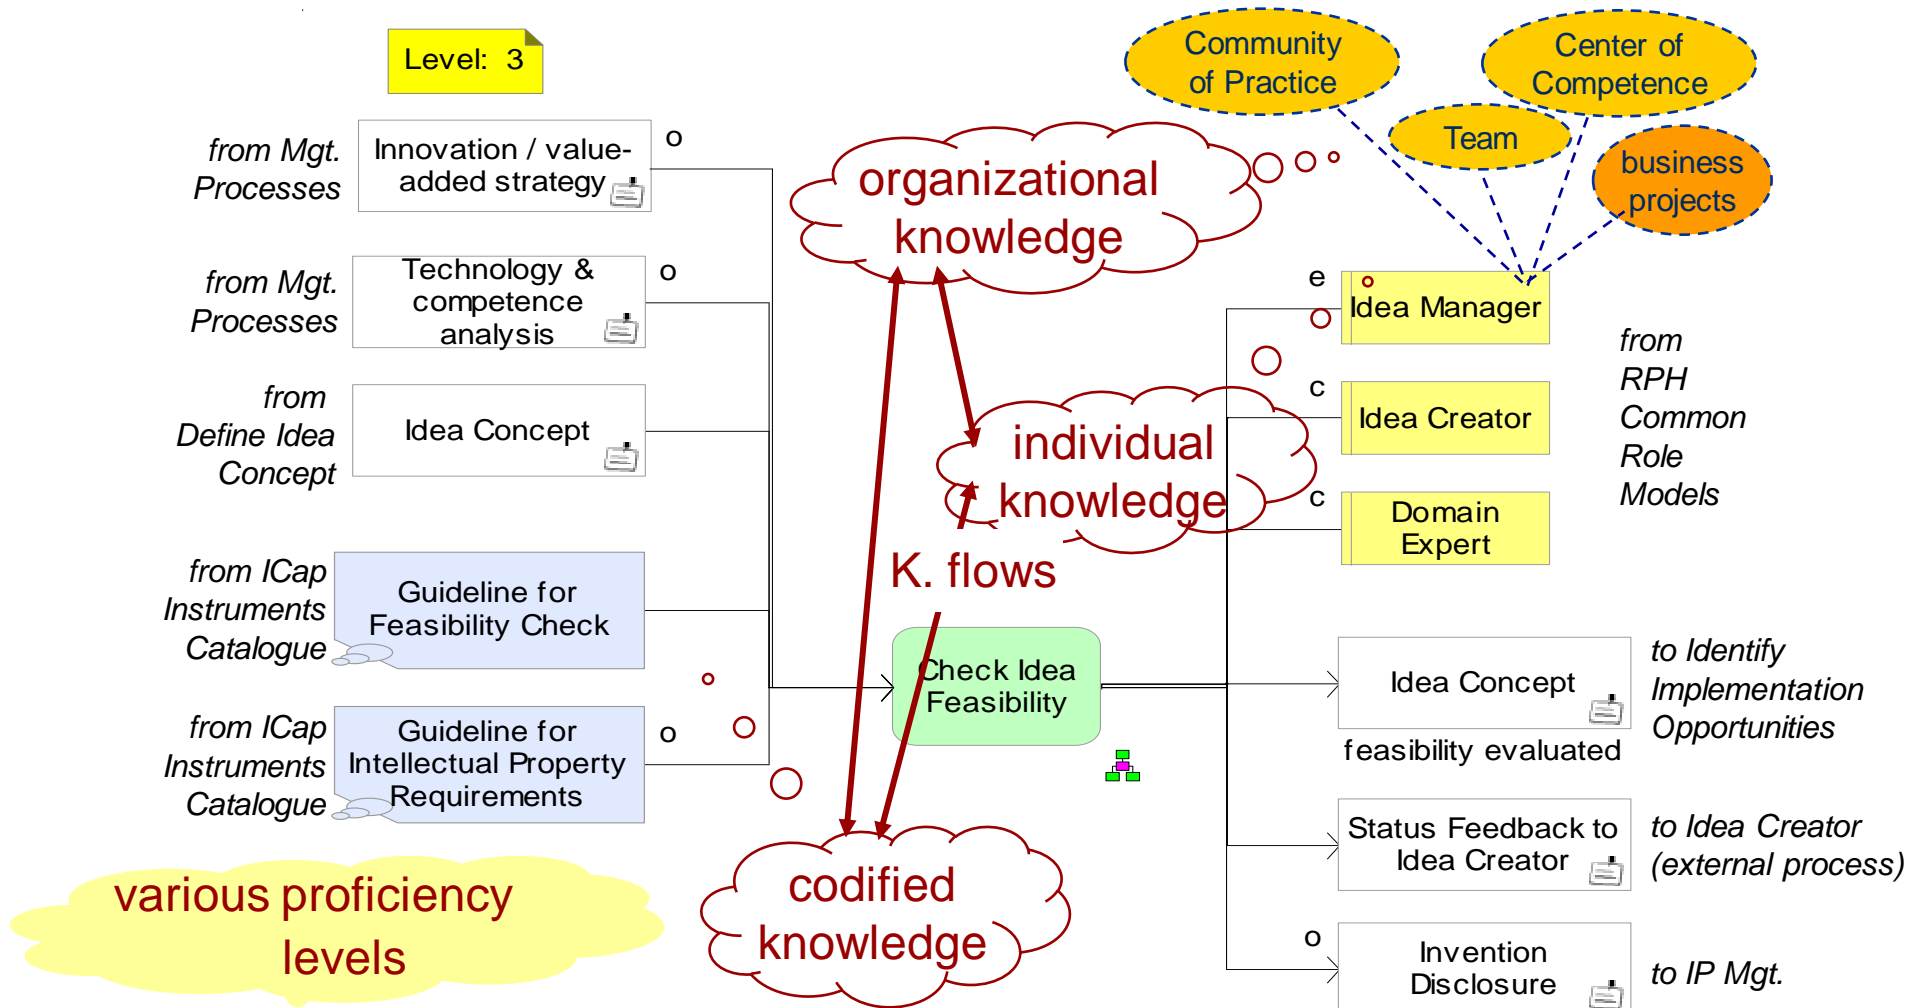 Level: 3
from Mgt.
Processes
Innovation / value-
added strategy
o
from Mgt.
Processes
Technology &
competence
analysis
o
from
Define Idea
Concept
Idea Concept
from ICap
Instruments
Catalogue
Guideline for
Feasibility Check
from ICap
Instruments
Catalogue
Guideline for
Intellectual Property
Requirements
o
various proficiency
levels
organizational
knowledge
individual
knowledge
K. flows
Check Idea
Feasibility
codified
knowledge
Community
of Practice
Center of
Competence
Team
business
projects
e
Idea Manager
c
Idea Creator
c
Domain
Expert
from
RPH
Common
Role
Models
Idea Concept
feasibility evaluated
to Identify
Implementation
Opportunities
Status Feedback to
Idea Creator
to Idea Creator
(external process)
o
Invention
Disclosure
to IP Mgt.